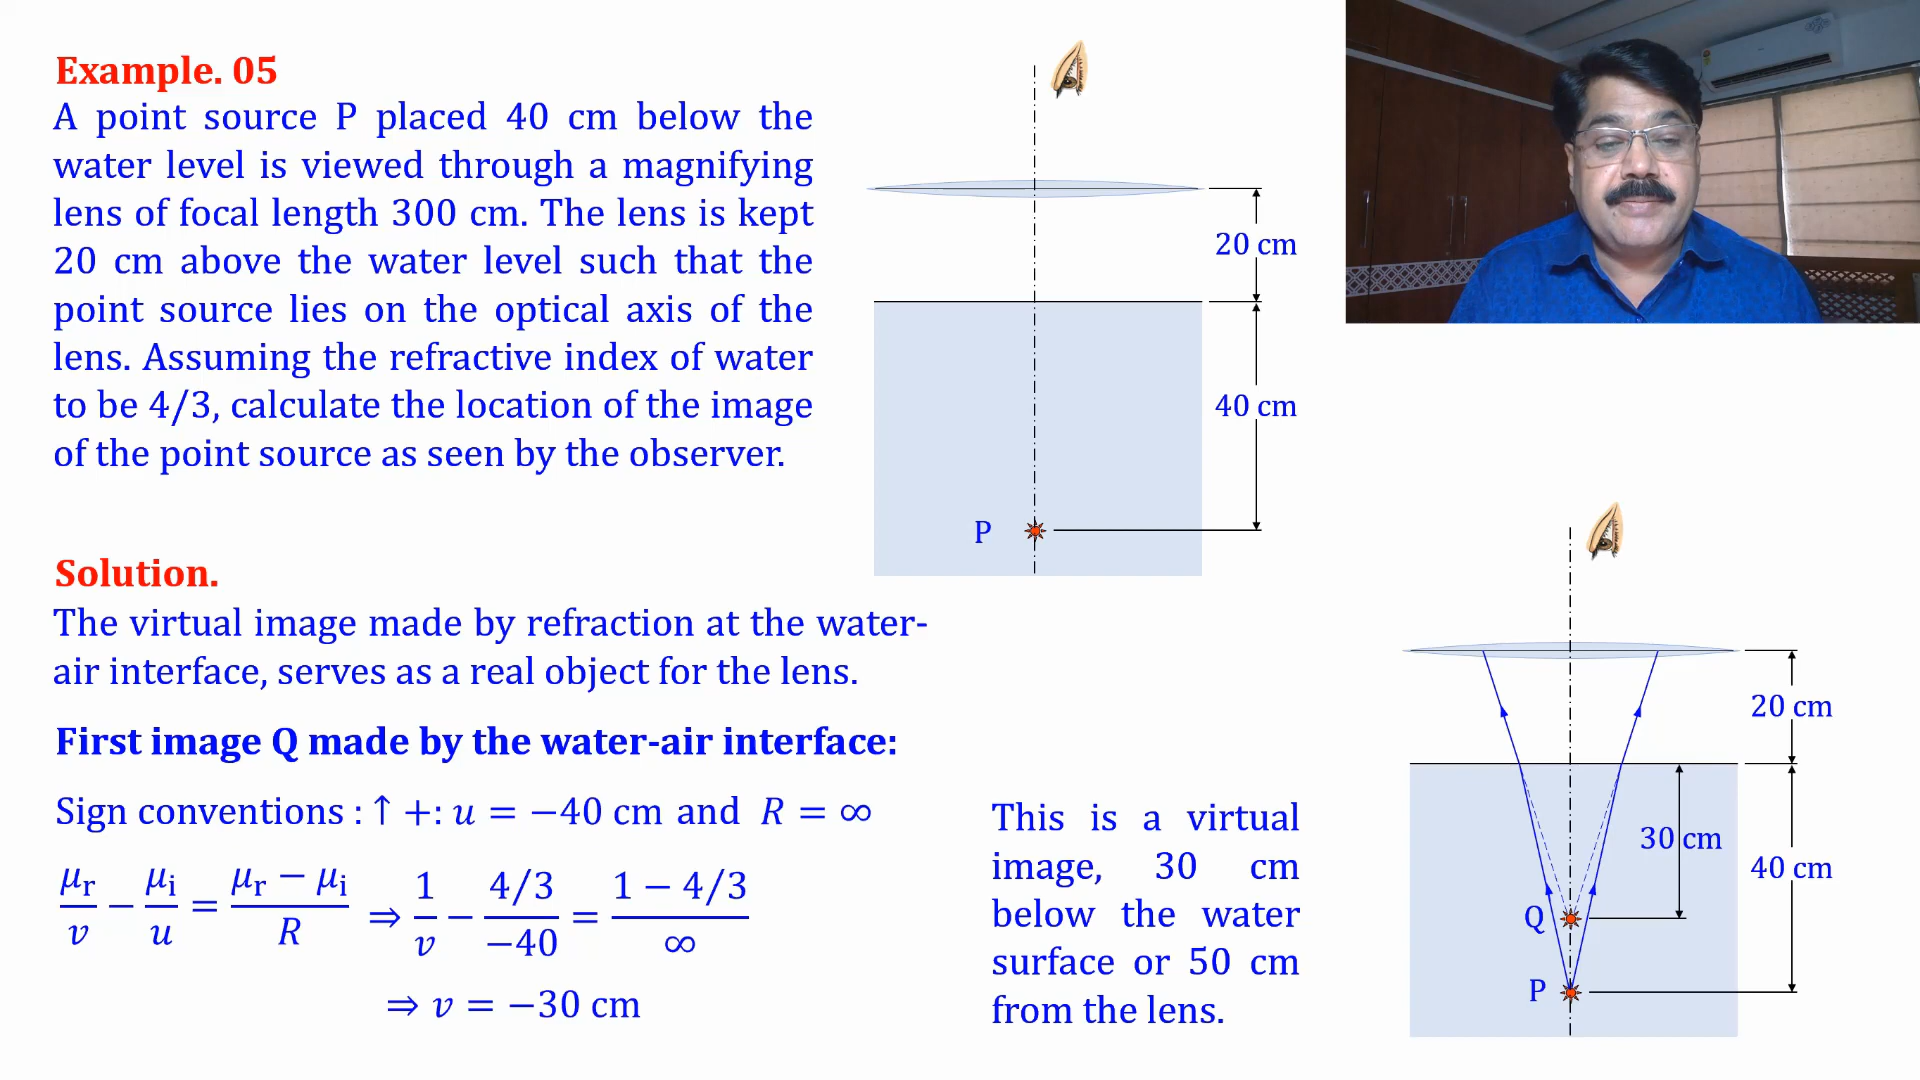 Example. 05
A point source P placed 40 cm below the
water level is viewed through a magnifying
lens of focal length 300 cm. The lens is kept
20 cm above the water level such that the
point source lies on the optical axis of the
lens. Assuming the refractive index of water
to be 4/3, calculate the location of the image
of the point source as seen by the observer.
20 cm
40 cm
P
Solution.
The virtual image made by refraction at the water-
air interface, serves as a real object for the lens.
First image Q made by the water-air interface:
Sign conventions : ↑ +: u = −40 cm and R = ∞
μr/v − μi/u = (μr − μi)/R ⇒ 1/v − (4/3)/(−40) = (1 − 4/3)/∞
⇒ v = −30 cm
This is a virtual
image, 30 cm
below the water
surface or 50 cm
from the lens.
20 cm
30 cm
40 cm
Q
P